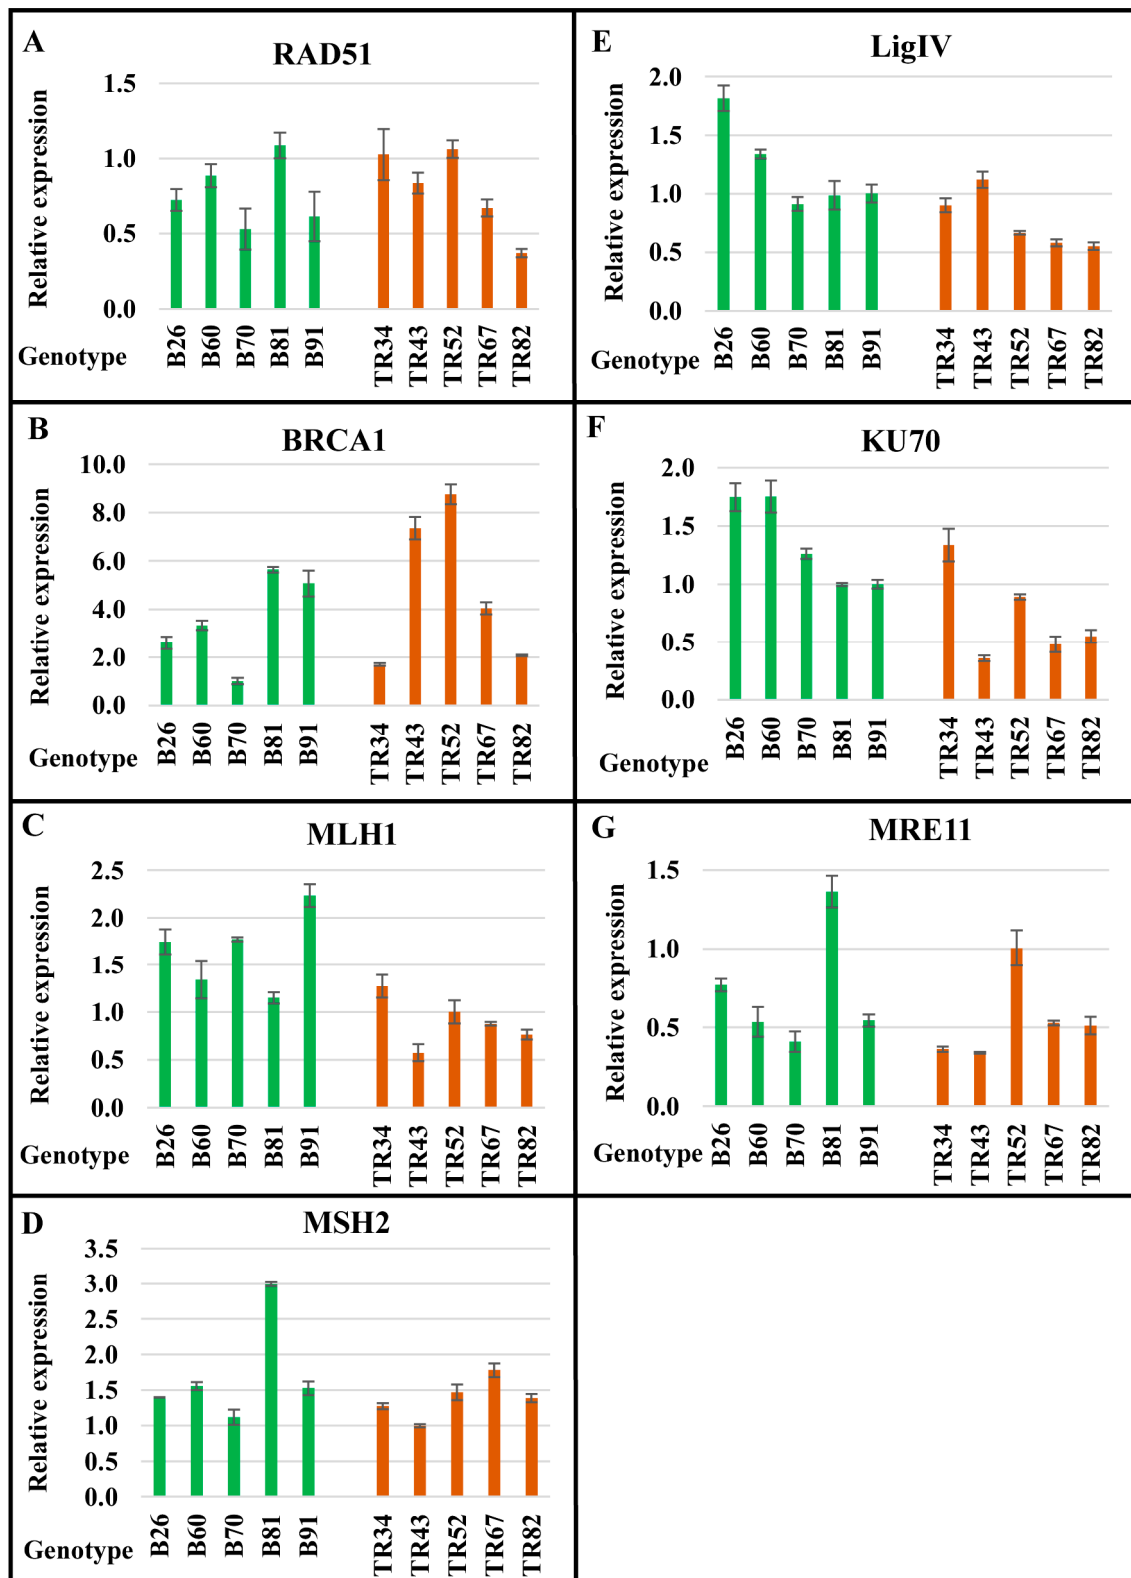 A
RAD51
Relative expression
1.5
1.0
0.5
0.0
Genotype
B26 B60 B70 B81 B91 TR34 TR43 TR52 TR67 TR82
B
BRCA1
Relative expression
10.0
8.0
6.0
4.0
2.0
0.0
Genotype
B26 B60 B70 B81 B91 TR34 TR43 TR52 TR67 TR82
C
MLH1
Relative expression
2.5
2.0
1.5
1.0
0.5
0.0
Genotype
B26 B60 B70 B81 B91 TR34 TR43 TR52 TR67 TR82
D
MSH2
Relative expression
3.5
3.0
2.5
2.0
1.5
1.0
0.5
0.0
Genotype
B26 B60 B70 B81 B91 TR34 TR43 TR52 TR67 TR82
E
LigIV
Relative expression
2.0
1.5
1.0
0.5
0.0
Genotype
B26 B60 B70 B81 B91 TR34 TR43 TR52 TR67 TR82
F
KU70
Relative expression
2.0
1.5
1.0
0.5
0.0
Genotype
B26 B60 B70 B81 B91 TR34 TR43 TR52 TR67 TR82
G
MRE11
Relative expression
1.5
1.0
0.5
0.0
Genotype
B26 B60 B70 B81 B91 TR34 TR43 TR52 TR67 TR82